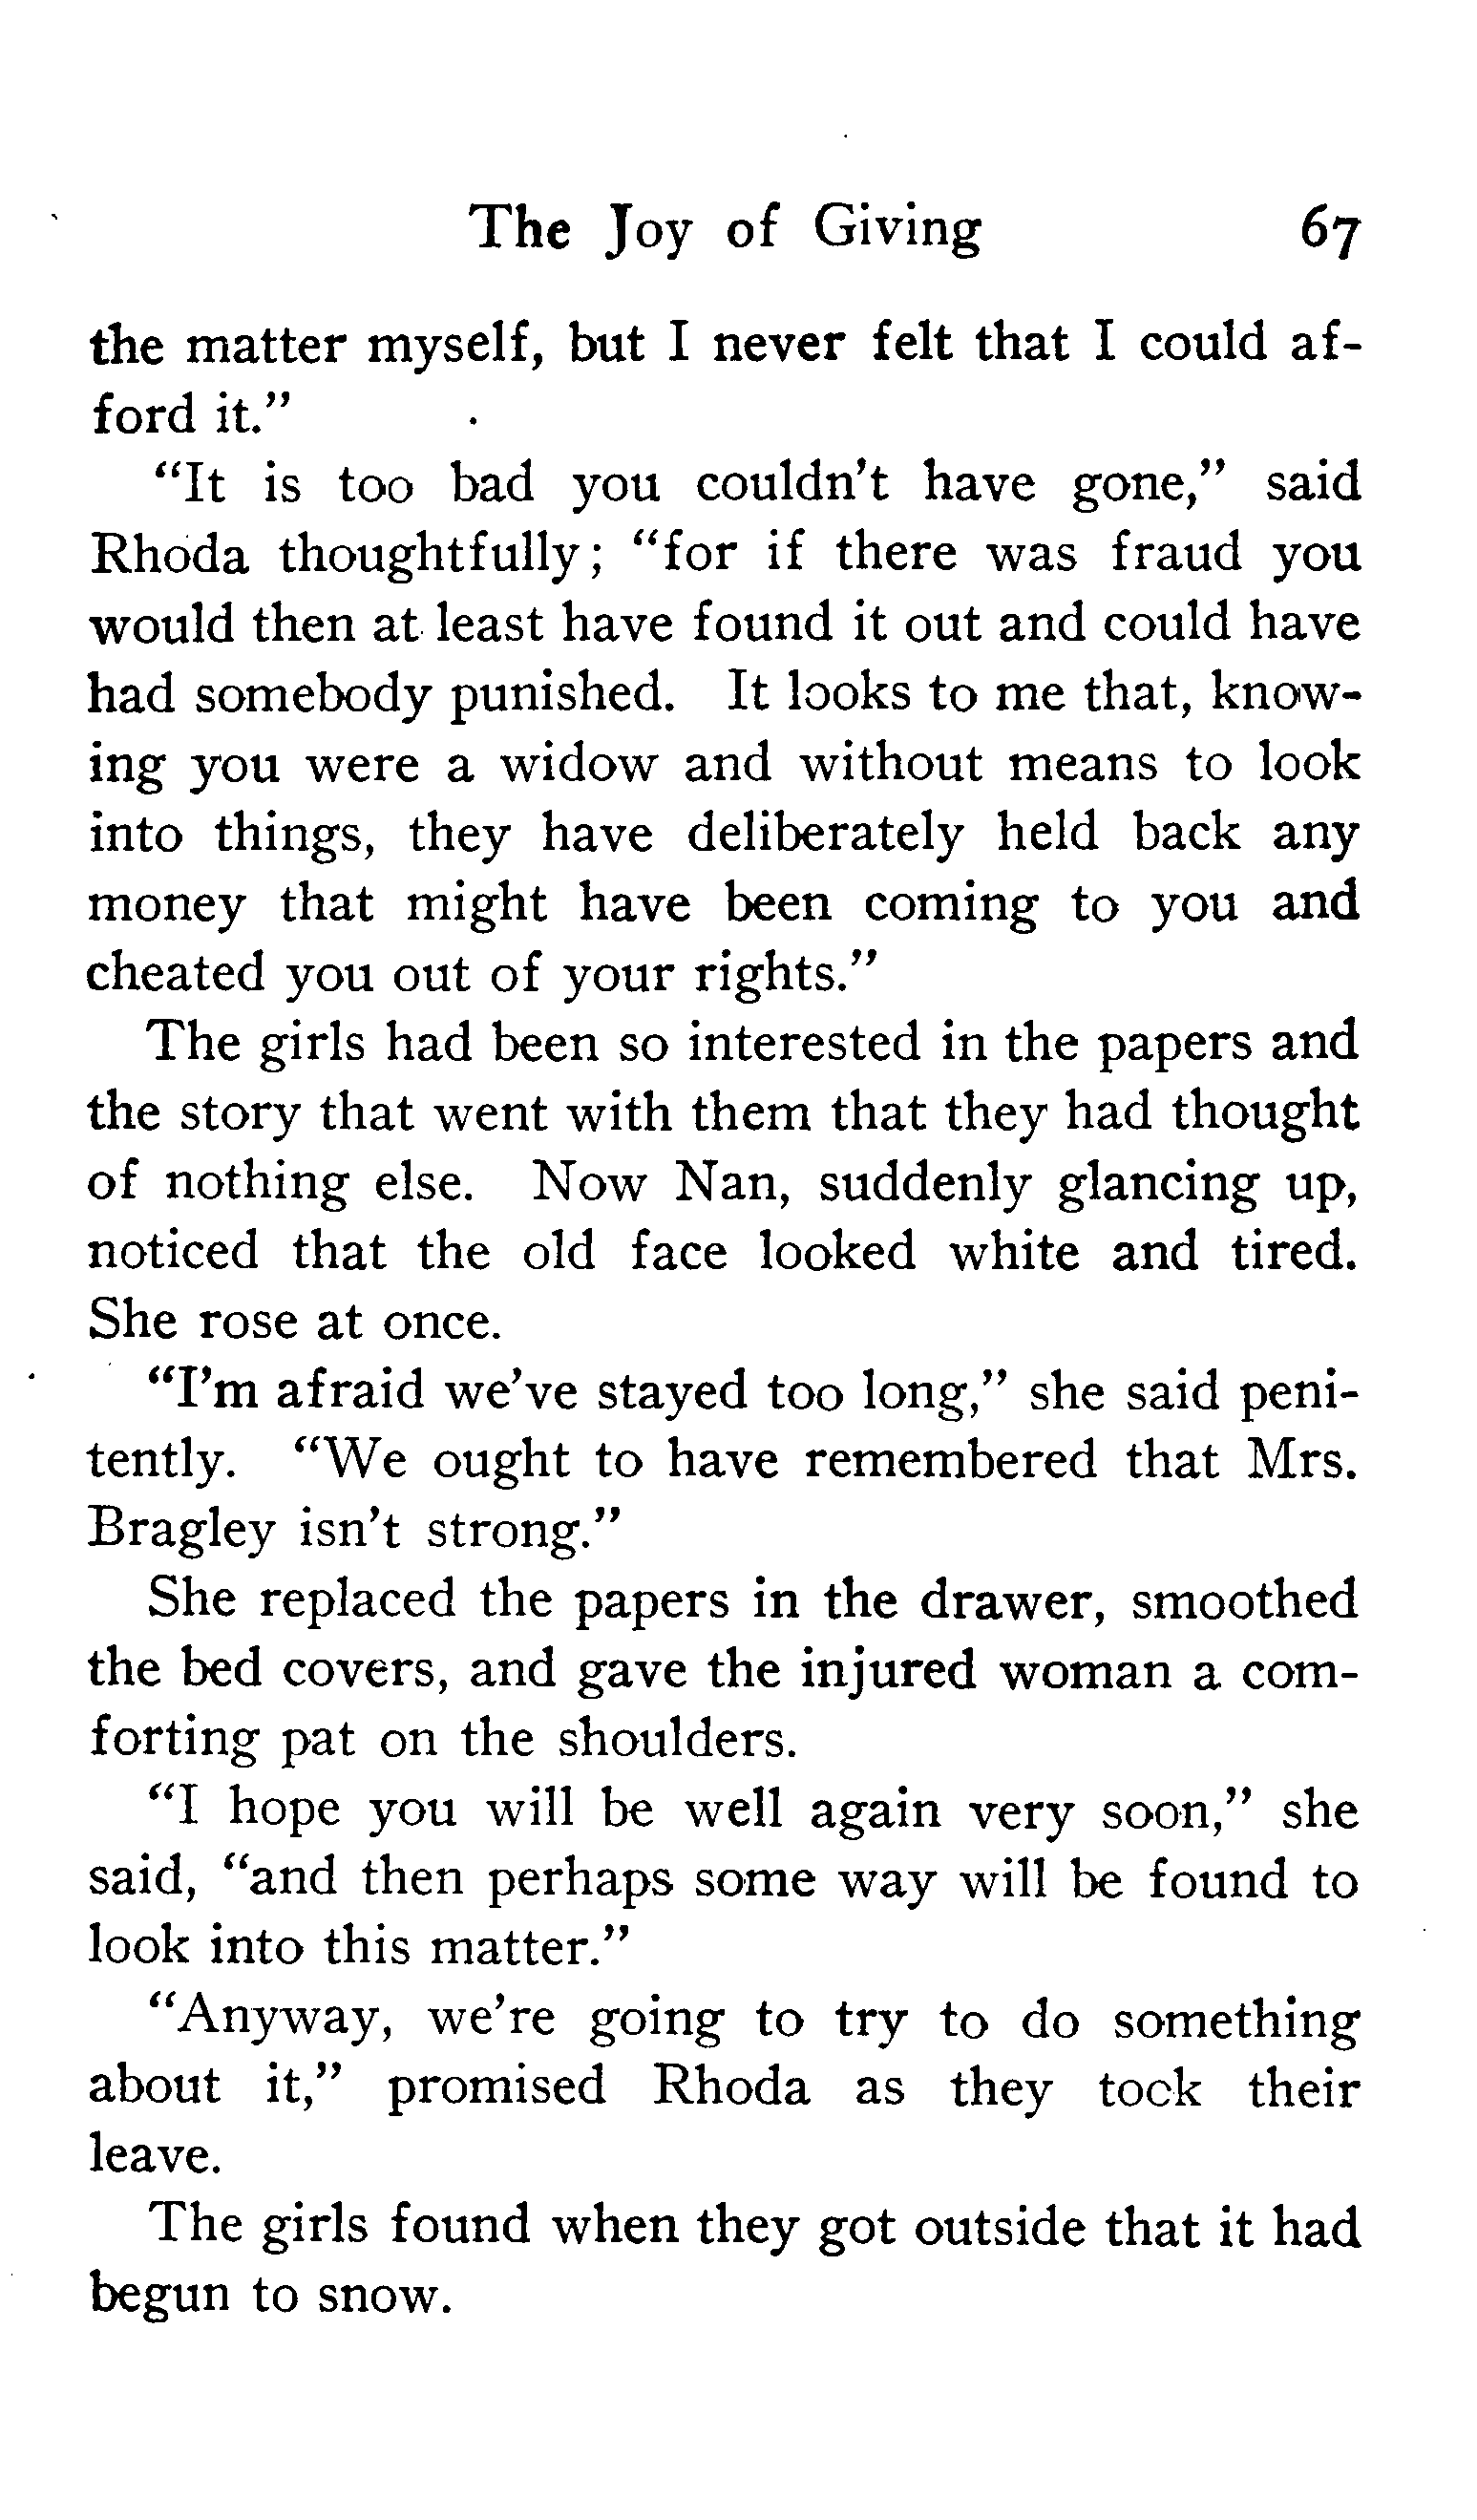 The Joy of Giving 67
the matter myself, but I never felt that I could af-
ford it."
"It is too bad you couldn't have gone," said
Rhoda thoughtfully; "for if there was fraud you
would then at least have found it out and could have
had somebody punished. It looks to me that, know-
ing you were a widow and without means to look
into things, they have deliberately held back any
money that might have been coming to you and
cheated you out of your rights."
The girls had been so interested in the papers and
the story that went with them that they had thought
of nothing else. Now Nan, suddenly glancing up,
noticed that the old face looked white and tired.
She rose at once.
"I'm afraid we've stayed too long," she said peni-
tently. "We ought to have remembered that Mrs.
Bragley isn't strong."
She replaced the papers in the drawer, smoothed
the bed covers, and gave the injured woman a com-
forting pat on the shoulders.
"I hope you will be well again very soon," she
said, "and then perhaps some way will be found to
look into this matter."
"Anyway, we're going to try to do something
about it," promised Rhoda as they tock their
leave.
The girls found when they got outside that it had
begun to snow.